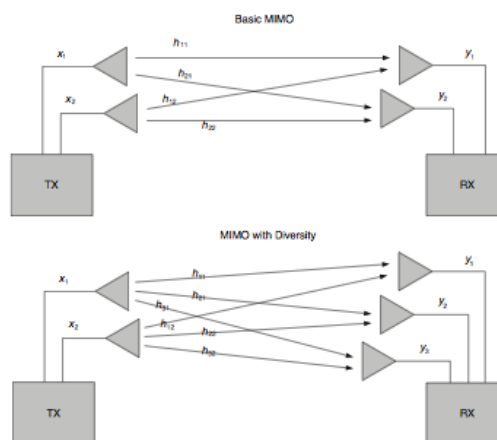 Basic MIMO
x1
h11
y1
h21
x2
h12
y2
h22
TX
RX
MIMO with Diversity
x1
h31
y1
h21
h31
y2
x2
h12
h22
y3
h32
TX
RX